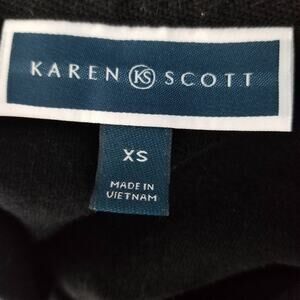 KAREN KS SCOTT
XS
MADE IN
VIETNAM